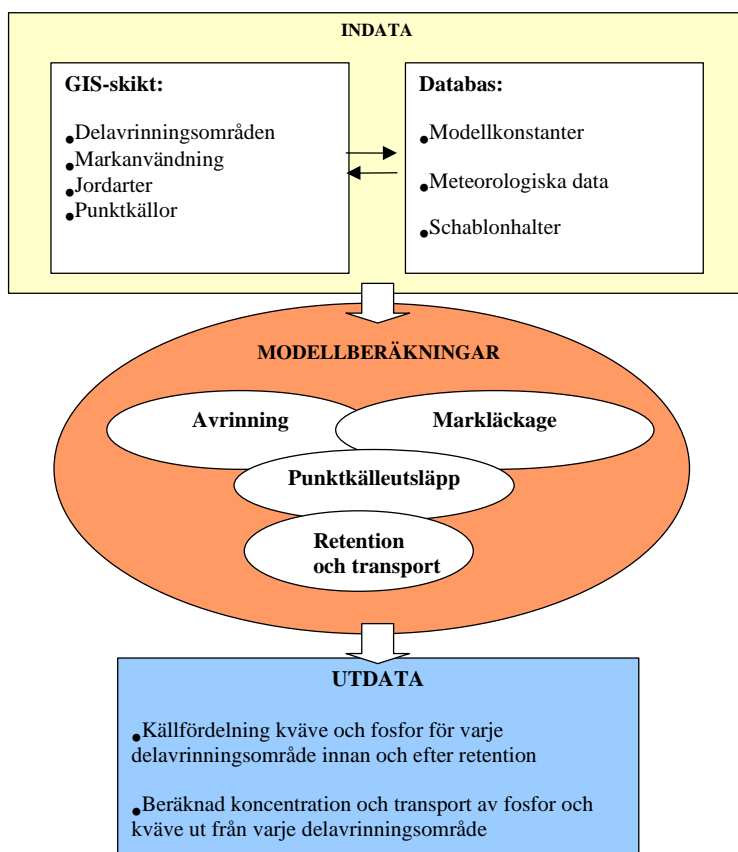 INDATA
GIS-skikt:
•Delavrinningsområden
•Markanvändning
•Jordarter
•Punktkällor
Databas:
•Modellkonstanter
•Meteorologiska data
•Schablonhalter
MODELLBERÄKNINGAR
Avrinning
Markläckage
Punktkälleutsläpp
Retention
och transport
UTDATA
•Källfördelning kväve och fosfor för varje
delavrinningsområde innan och efter retention
•Beräknad koncentration och transport av fosfor och
kväve ut från varje delavrinningsområde